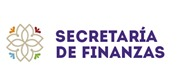 SECRETARÍA
DE FINANZAS